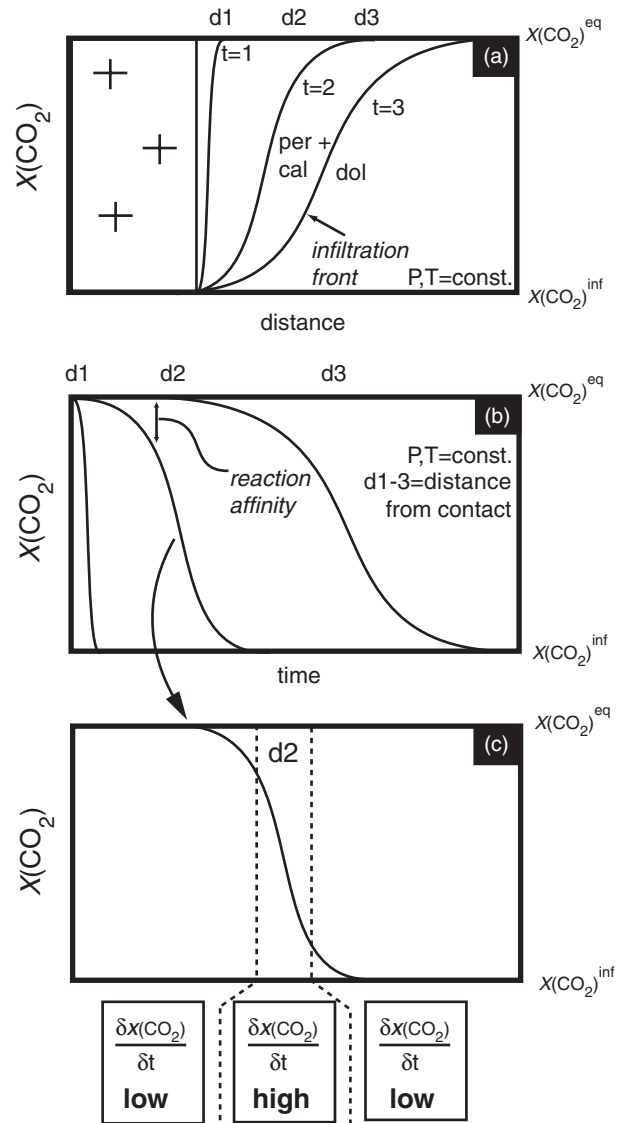 d1 d2 d3
X(CO₂)ᵉq
(a)
t=1
t=2
t=3
X(CO₂)
per +
cal
dol
infiltration
front
P,T=const.
X(CO₂)ⁱⁿᶠ
distance
d1 d2 d3
X(CO₂)ᵉq
(b)
P,T=const.
d1-3=distance
from contact
X(CO₂)
reaction
affinity
X(CO₂)ⁱⁿᶠ
time
X(CO₂)ᵉq
(c)
d2
X(CO₂)
X(CO₂)ⁱⁿᶠ
δx(CO₂) δx(CO₂) δx(CO₂)
δt δt δt
low high low